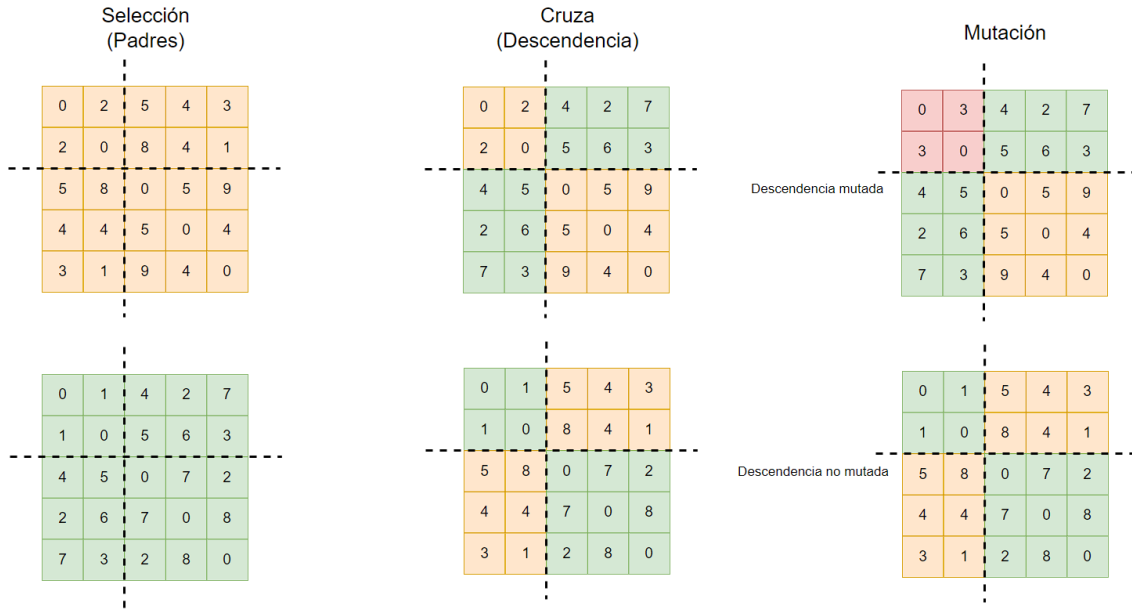 Selección
(Padres)
Cruza
(Descendencia)
Mutación
0 2 5 4 3
2 0 8 4 1
5 8 0 5 9
4 4 5 0 4
3 1 9 4 0
0 2 4 2 7
2 0 5 6 3
4 5 0 5 9
2 6 5 0 4
7 3 9 4 0
Descendencia mutada
0 3 4 2 7
3 0 5 6 3
4 5 0 5 9
2 6 5 0 4
7 3 9 4 0
0 1 4 2 7
1 0 5 6 3
4 5 0 7 2
2 6 7 0 8
7 3 2 8 0
0 1 5 4 3
1 0 8 4 1
5 8 0 7 2
4 4 7 0 8
3 1 2 8 0
Descendencia no mutada
0 1 5 4 3
1 0 8 4 1
5 8 0 7 2
4 4 7 0 8
3 1 2 8 0